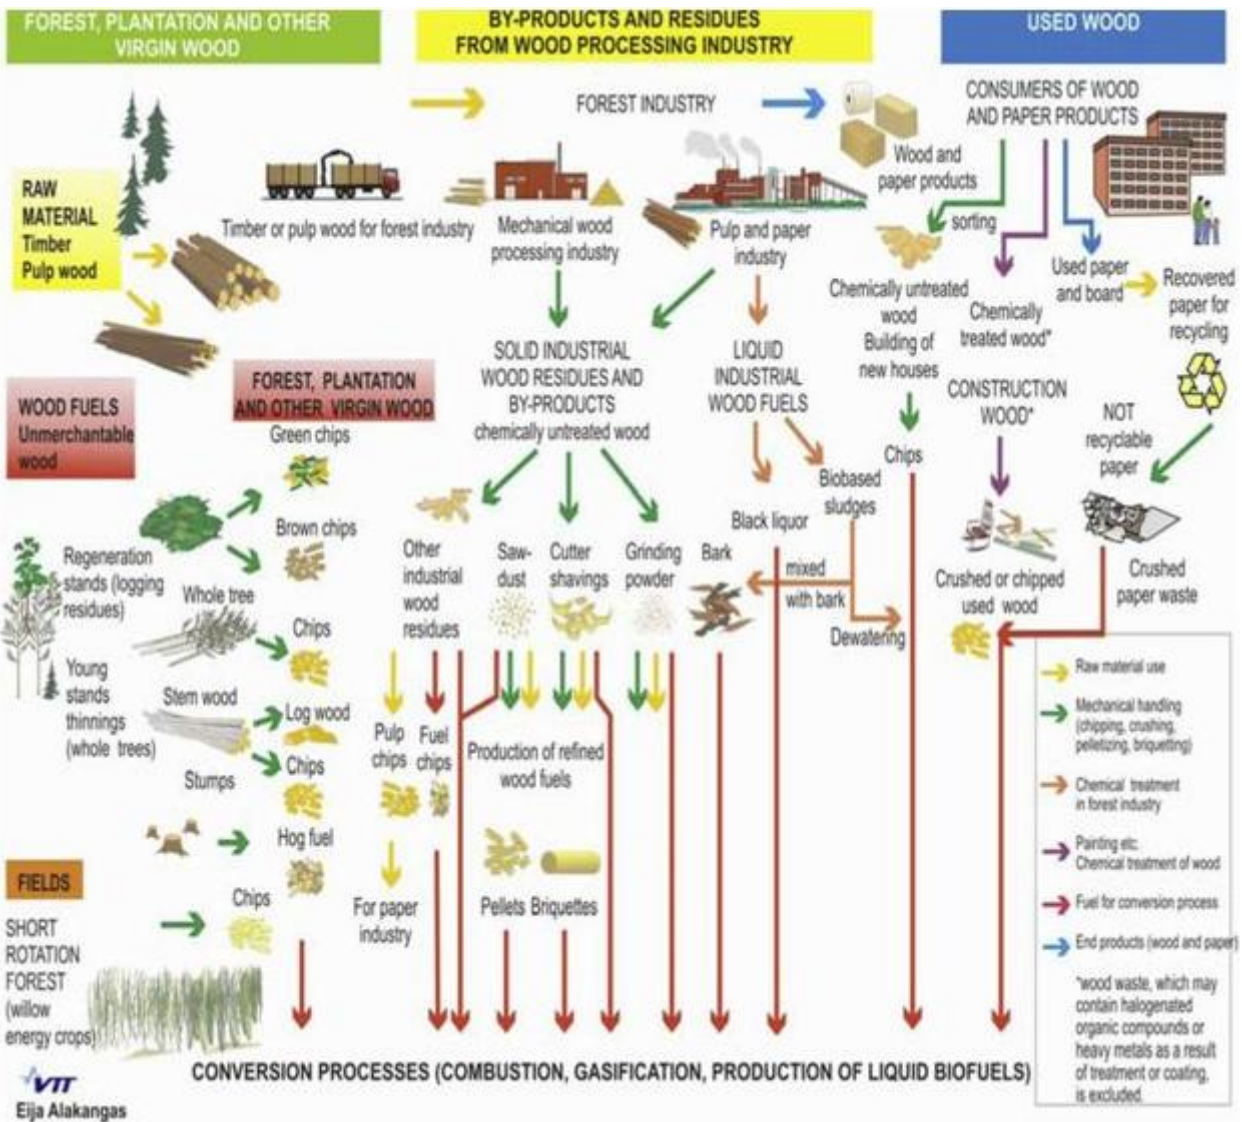 FOREST, PLANTATION AND OTHER
VIRGIN WOOD
BY-PRODUCTS AND RESIDUES
FROM WOOD PROCESSING INDUSTRY
USED WOOD
RAW
MATERIAL
Timber
Pulp wood
Timber or pulp wood for forest industry
FOREST INDUSTRY
Mechanical wood
processing industry
Pulp and paper
industry
Wood and
paper products
CONSUMERS OF WOOD
AND PAPER PRODUCTS
sorting
Chemically untreated
wood
Building of
new houses
Chemically
treated wood*
Used paper
and board
Recovered
paper for
recycling
WOOD FUELS
Unmerchantable
wood
FOREST, PLANTATION
AND OTHER VIRGIN WOOD
SOLID INDUSTRIAL
WOOD RESIDUES AND
BY-PRODUCTS
chemically untreated wood
LIQUID
INDUSTRIAL
WOOD FUELS
CONSTRUCTION
WOOD*
NOT
recyclable
paper
Green chips
Brown chips
Regeneration
stands (logging
residues)
Whole tree
Chips
Young
stands
thinnings
(whole trees)
Stem wood
Log wood
Chips
Stumps
Hog fuel
Other
industrial
wood
residues
Saw-
dust
Cutter
shavings
Grinding
powder
Bark
Black liquor
Biobased
sludges
mixed
with bark
Dewatering
Chips
Crushed or chipped
used wood
Crushed
paper waste
Pulp
chips
Fuel
chips
Production of refined
wood fuels
For paper
industry
Pellets Briquettes
FIELDS
Chips
SHORT
ROTATION
FOREST
(willow
energy crops)
Raw material use
Mechanical handling
(chipping, crushing,
pelletizing, briquetting)
Chemical treatment
in forest industry
Painting etc.
Chemical treatment of wood
Fuel for conversion process
End products (wood and paper)
*wood waste, which may
contain halogenated
organic compounds or
heavy metals as a result
of treatment or coating,
is excluded.
CONVERSION PROCESSES (COMBUSTION, GASIFICATION, PRODUCTION OF LIQUID BIOFUELS)
VTT
Eija Alakangas